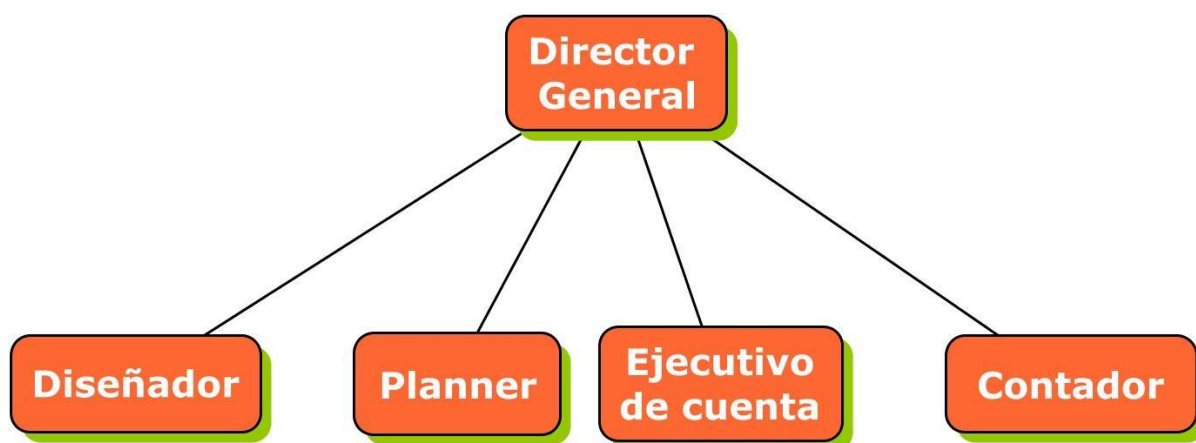 Director
General
Diseñador
Planner
Ejecutivo
de cuenta
Contador